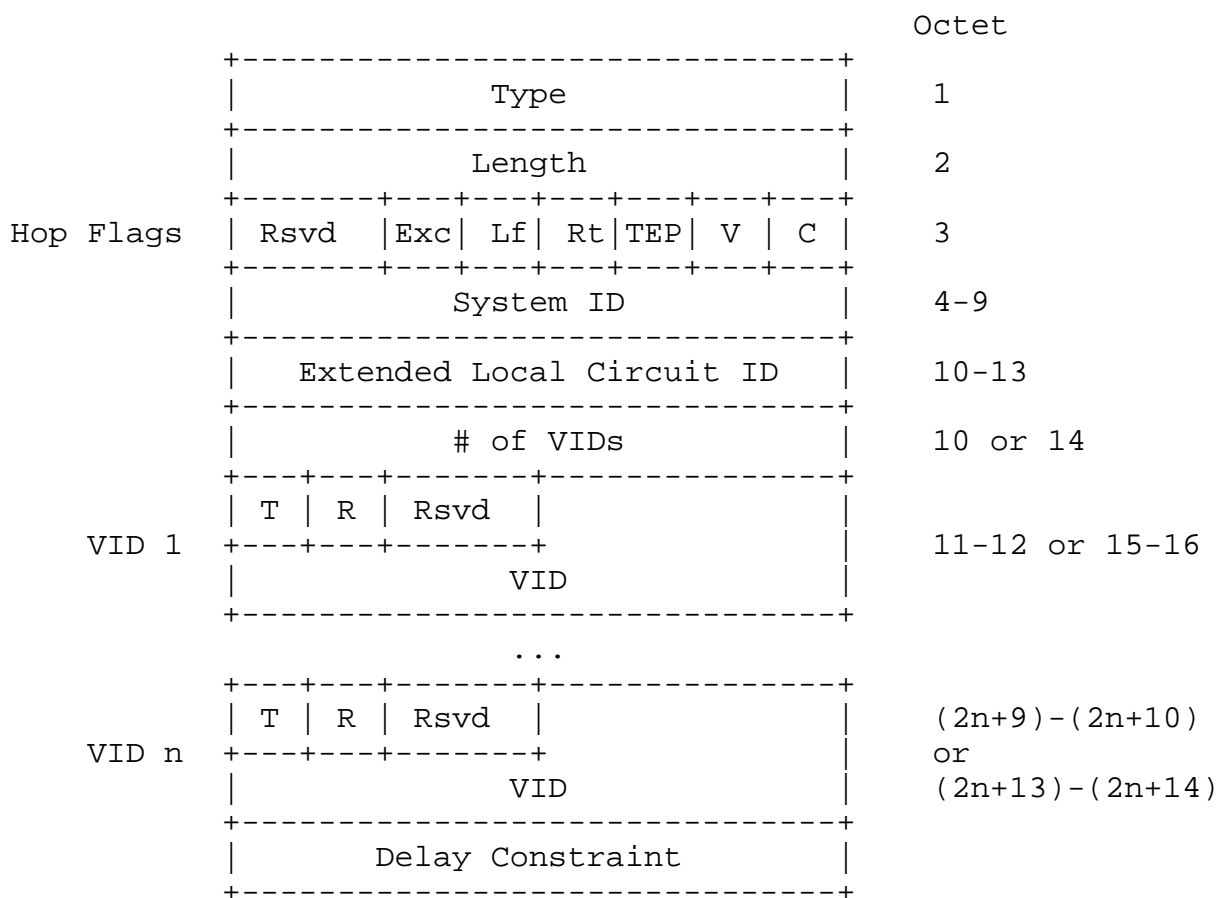 Octet
            +-------------------------------+
            |             Type              |    1
            +-------------------------------+
            |            Length             |    2
            +-------+---+---+---+---+---+---+
Hop Flags   | Rsvd  |Exc| Lf| Rt|TEP| V | C |    3
            +-------+---+---+---+---+---+---+
            |           System ID           |    4-9
            +-------------------------------+
            |   Extended Local Circuit ID   |    10-13
            +-------------------------------+
            |           # of VIDs           |    10 or 14
            +---+---+-------+---------------+
            | T | R | Rsvd  |               |
    VID 1   +---+---+-------+               |    11-12 or 15-16
            |              VID              |
            +-------------------------------+
                           ...
            +---+---+-------+---------------+
            | T | R | Rsvd  |               |    (2n+9)-(2n+10)
    VID n   +---+---+-------+               |    or
            |              VID              |    (2n+13)-(2n+14)
            +-------------------------------+
            |       Delay Constraint        |
            +-------------------------------+